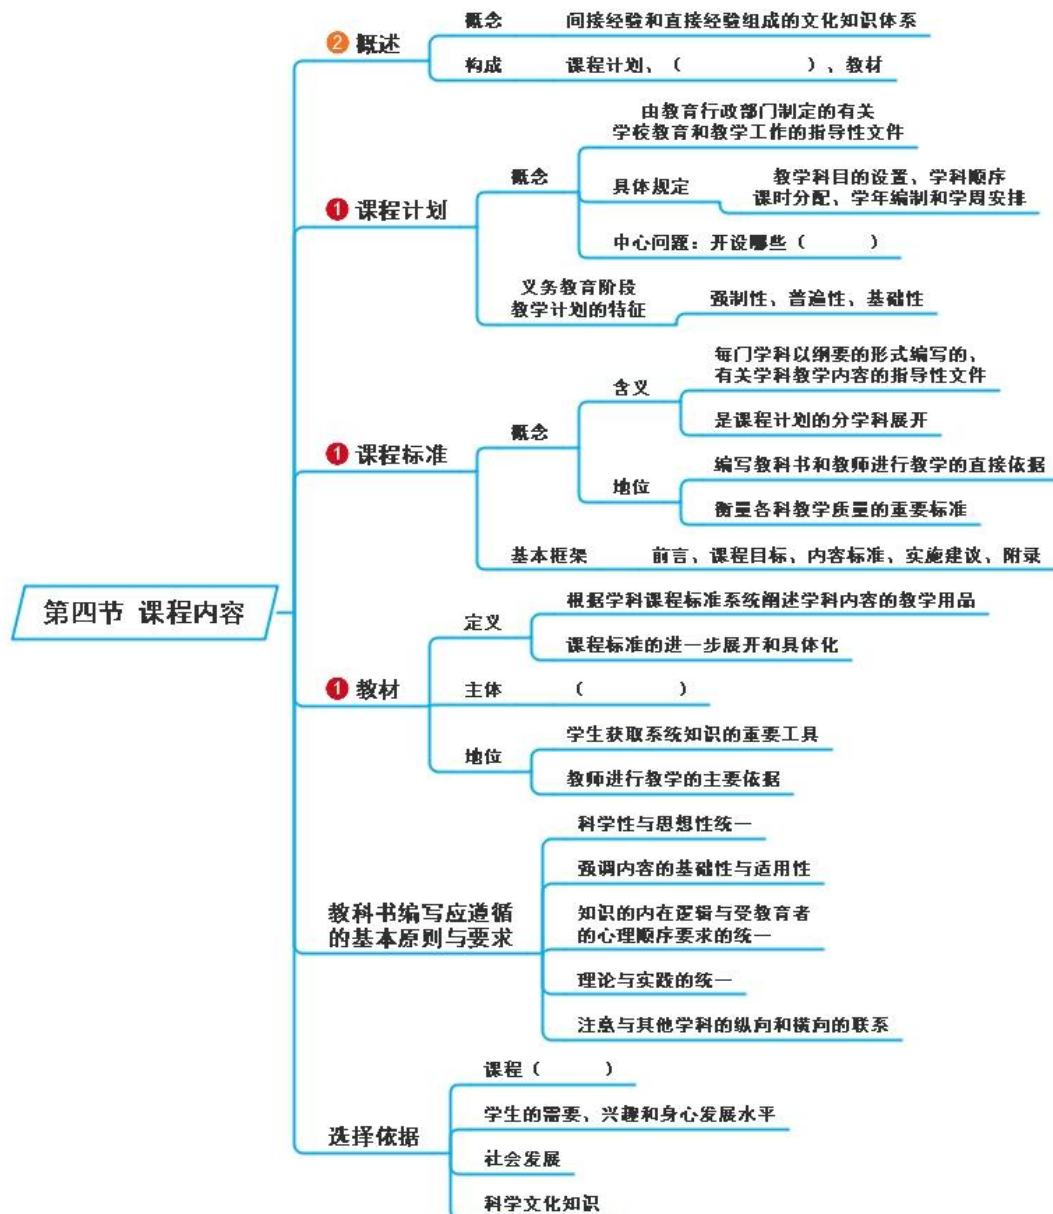 第四节 课程内容
2 概述
概念
间接经验和直接经验组成的文化知识体系
构成
课程计划、（ ）、教材
1 课程计划
概念
由教育行政部门制定的有关
学校教育和教学工作的指导性文件
具体规定
教学科目的设置、学科顺序
课时分配、学年编制和学周安排
中心问题：开设哪些（ ）
义务教育阶段
教学计划的特征
强制性、普遍性、基础性
1 课程标准
概念
含义
每门学科以纲要的形式编写的、
有关学科教学内容的指导性文件
是课程计划的分学科展开
地位
编写教科书和教师进行教学的直接依据
衡量各科教学质量的重要标准
基本框架
前言、课程目标、内容标准、实施建议、附录
1 教材
定义
根据学科课程标准系统阐述学科内容的教学用品
课程标准的进一步展开和具体化
主体
（ ）
地位
学生获取系统知识的重要工具
教师进行教学的主要依据
教科书编写应遵循
的基本原则与要求
科学性与思想性统一
强调内容的基础性与适用性
知识的内在逻辑与受教育者
的心理顺序要求的统一
理论与实践的统一
注意与其他学科的纵向和横向的联系
选择依据
课程（ ）
学生的需要、兴趣和身心发展水平
社会发展
科学文化知识